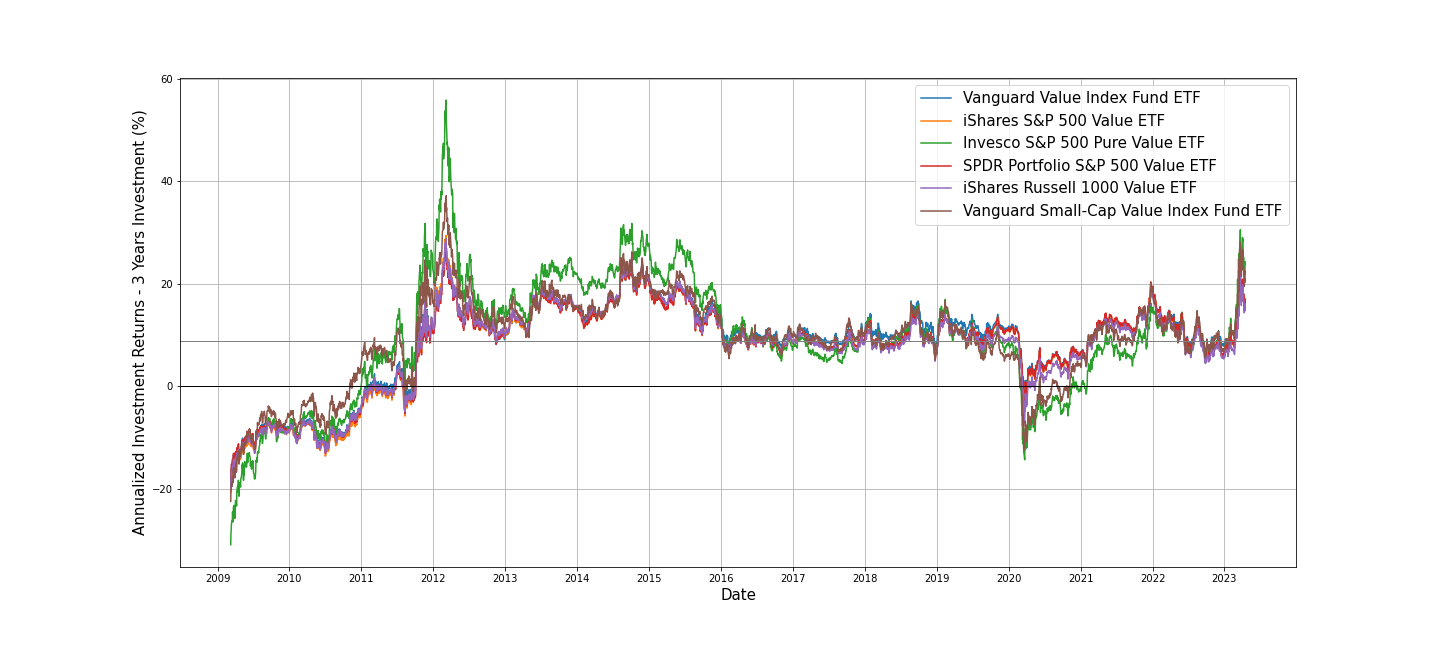 Annualized Investment Returns - 3 Years Investment (%)
60
40
20
0
−20
Vanguard Value Index Fund ETF
iShares S&P 500 Value ETF
Invesco S&P 500 Pure Value ETF
SPDR Portfolio S&P 500 Value ETF
iShares Russell 1000 Value ETF
Vanguard Small-Cap Value Index Fund ETF
2009 2010 2011 2012 2013 2014 2015 2016 2017 2018 2019 2020 2021 2022 2023
Date